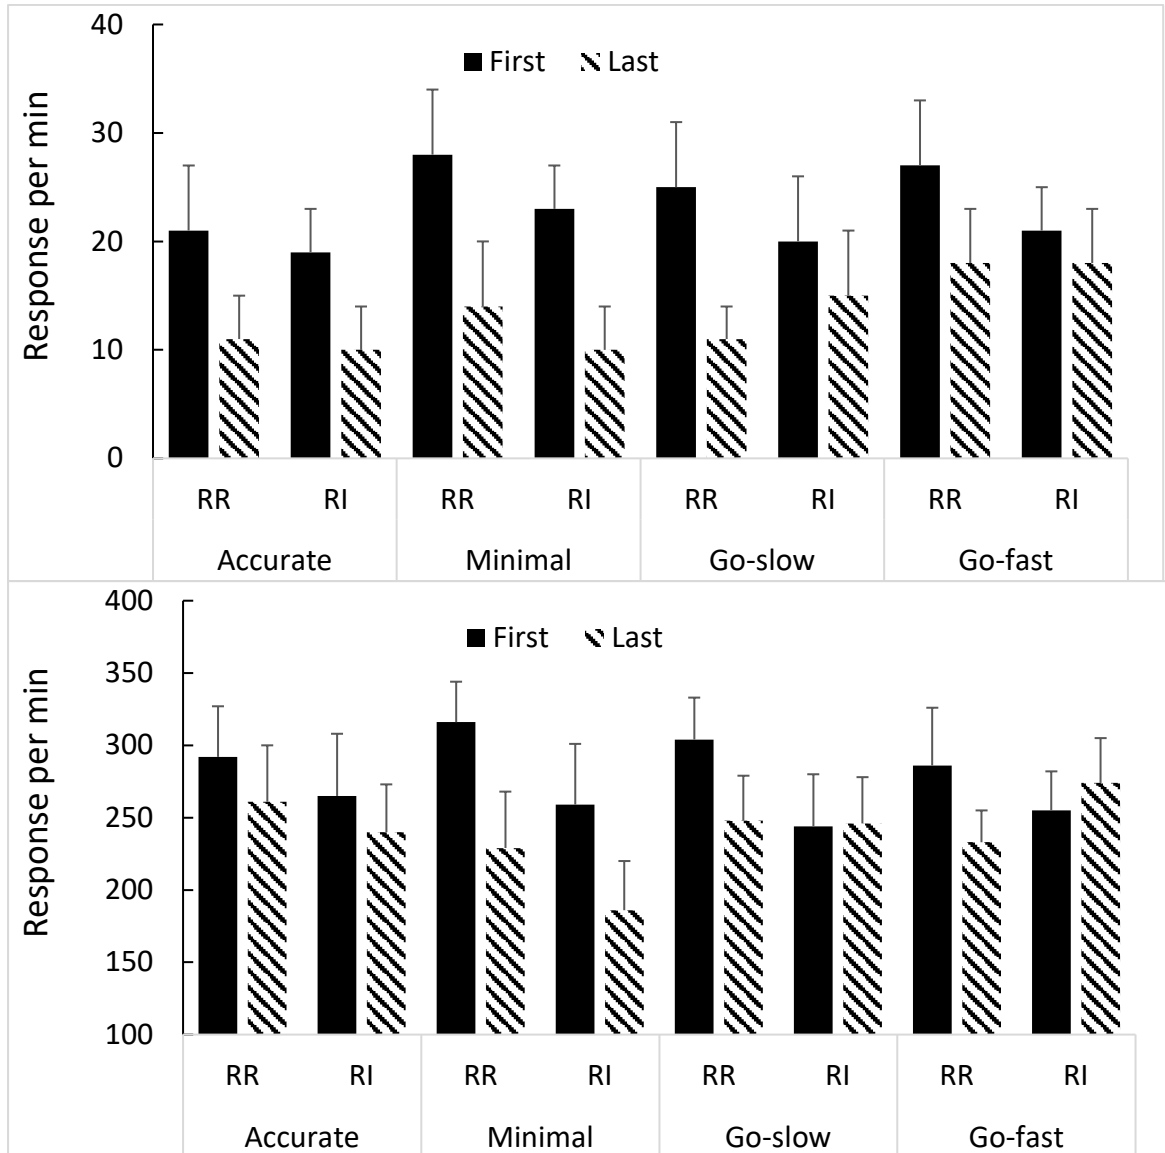 40
First Last
30
20
10
0
Response per min
RR RI RR RI RR RI RR RI
Accurate Minimal Go-slow Go-fast
400
First Last
350
300
250
200
150
100
Response per min
RR RI RR RI RR RI RR RI
Accurate Minimal Go-slow Go-fast